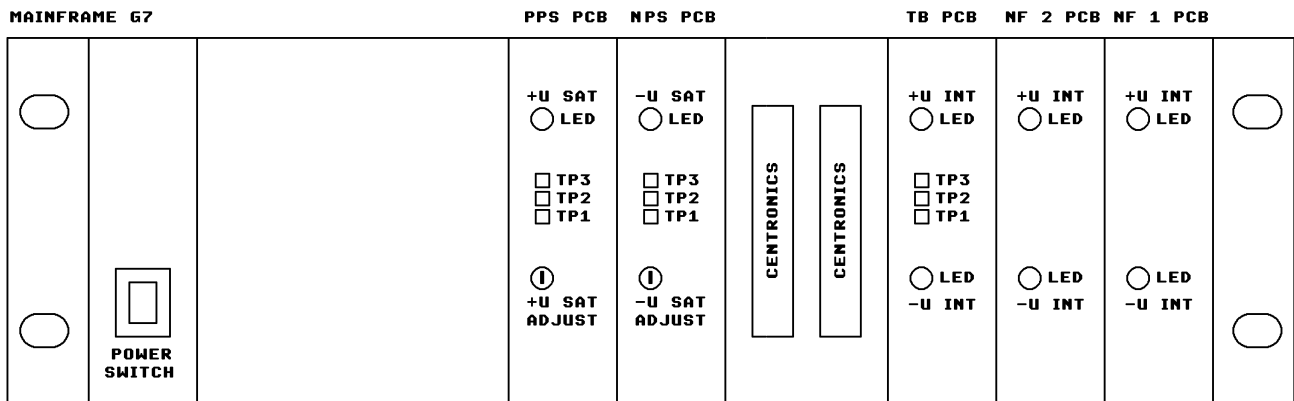 MAINFRAME G7
PPS PCB
NPS PCB
TB PCB
NF 2 PCB
NF 1 PCB
+U SAT
LED
TP3
TP2
TP1
+U SAT
ADJUST
-U SAT
LED
TP3
TP2
TP1
-U SAT
ADJUST
CENTRONICS
CENTRONICS
+U INT
LED
TP3
TP2
TP1
LED
-U INT
+U INT
LED
LED
-U INT
+U INT
LED
LED
-U INT
POWER
SWITCH